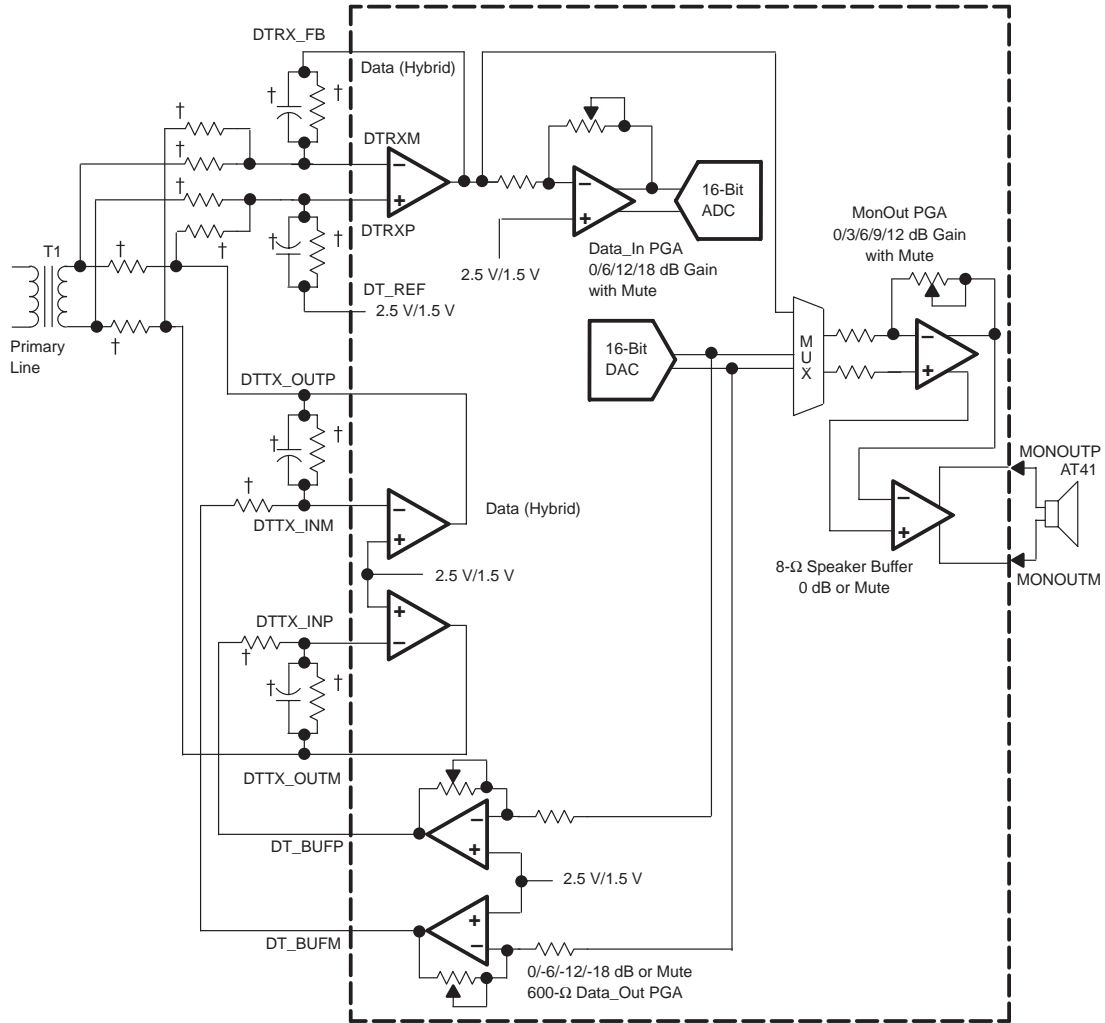 DTRX_FB
Data (Hybrid)
†
†
†
DTRXM
†
†
†
†
†
DTRXP
DT_REF
2.5 V/1.5 V
T1
†
†
Primary
Line
2.5 V/1.5 V
Data_In PGA
0/6/12/18 dB Gain
with Mute
16-Bit
ADC
MonOut PGA
0/3/6/9/12 dB Gain
with Mute
16-Bit
DAC
M
U
X
DTTX_OUTP
†
†
†
DTTX_INM
Data (Hybrid)
2.5 V/1.5 V
MONOUTP
AT41
8-Ω Speaker Buffer
0 dB or Mute
MONOUTM
DTTX_INP
†
†
†
DTTX_OUTM
DT_BUFP
2.5 V/1.5 V
DT_BUFM
0/-6/-12/-18 dB or Mute
600-Ω Data_Out PGA
− + − + − + − + − + + − − + + −